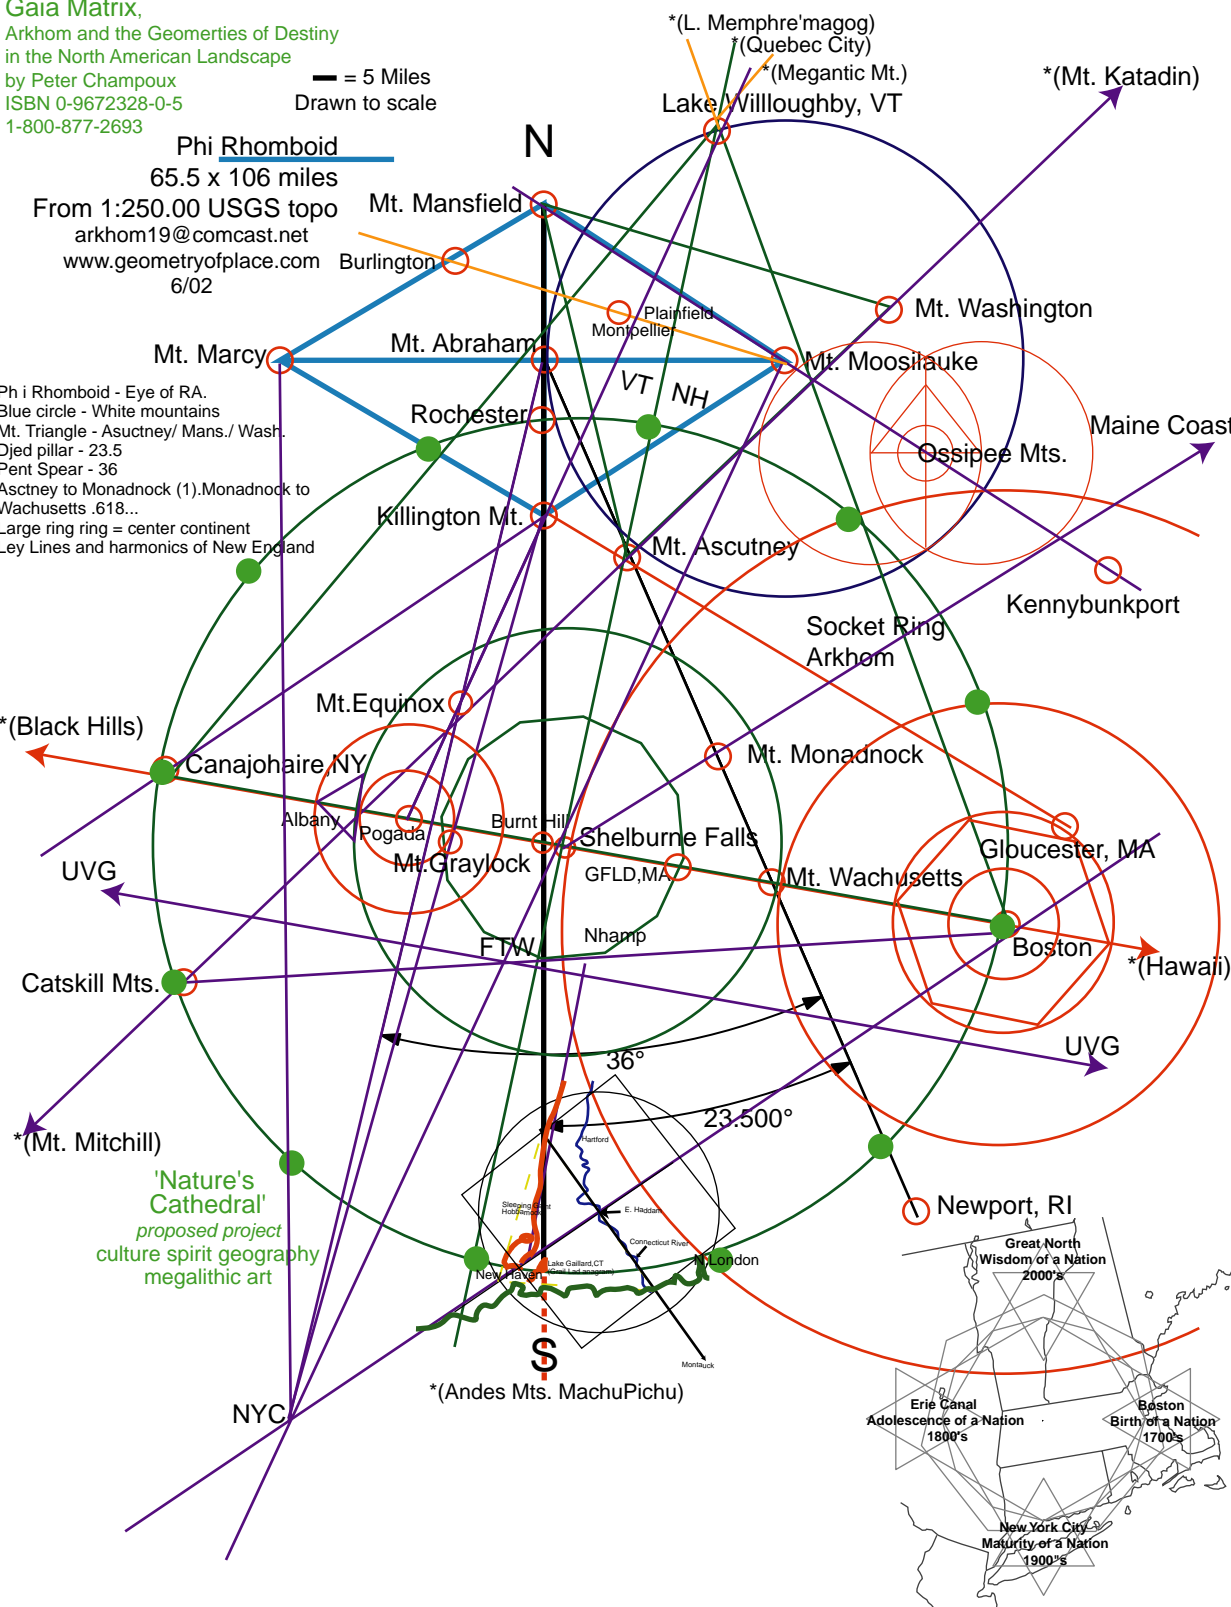 Gaia Matrix,
Arkhom and the Geomerties of Destiny
in the North American Landscape
by Peter Champoux
ISBN 0-9672328-0-5
1-800-877-2693
= 5 Miles
Drawn to scale
*(L. Memphre'magog)
*(Quebec City)
*(Megantic Mt.)
Lake Willloughby, VT
*(Mt. Katadin)
Phi Rhomboid
65.5 x 106 miles
From 1:250.00 USGS topo
arkhom19@comcast.net
www.geometryofplace.com
6/02
N
Mt. Mansfield
Burlington
Plainfield
Montpellier
Mt. Washington
Mt. Marcy
Mt. Abraham
Mt. Moosilauke
VT NH
Rochester
Ph i Rhomboid - Eye of RA.
Blue circle - White mountains
Mt. Triangle - Asuctney/ Mans./ Wash.
Djed pillar - 23.5
Pent Spear - 36
Asctney to Monadnock (1).Monadnock to
Wachusetts .618...
Large ring ring = center continent
Ley Lines and harmonics of New England
Maine Coast
Ossipee Mts.
Killington Mt.
Mt. Ascutney
Kennybunkport
Socket Ring
Arkhom
Mt.Equinox
*(Black Hills)
Canajohaire,NY
Mt. Monadnock
Albany
Pogada
Burnt Hill
Shelburne Falls
Mt.Graylock
GFLD,MA
Gloucester, MA
Mt. Wachusetts
UVG
FTW
Nhamp
Boston
*(Hawaii)
Catskill Mts.
UVG
36°
23.500°
*(Mt. Mitchill)
Hartford
'Nature's
Cathedral'
proposed project
culture spirit geography
megalithic art
Sleeping Giant
Hobbamock
E. Haddam
Connecticut River
Newport, RI
New Haven
Lake Gaillard,CT
(Grail Lad anagram)
N.London
S
Montauck
*(Andes Mts. MachuPichu)
NYC
Great North
Wisdom of a Nation
2000's
Erie Canal
Adolescence of a Nation
1800's
Boston
Birth of a Nation
1700's
New York City
Maturity of a Nation
1900"s